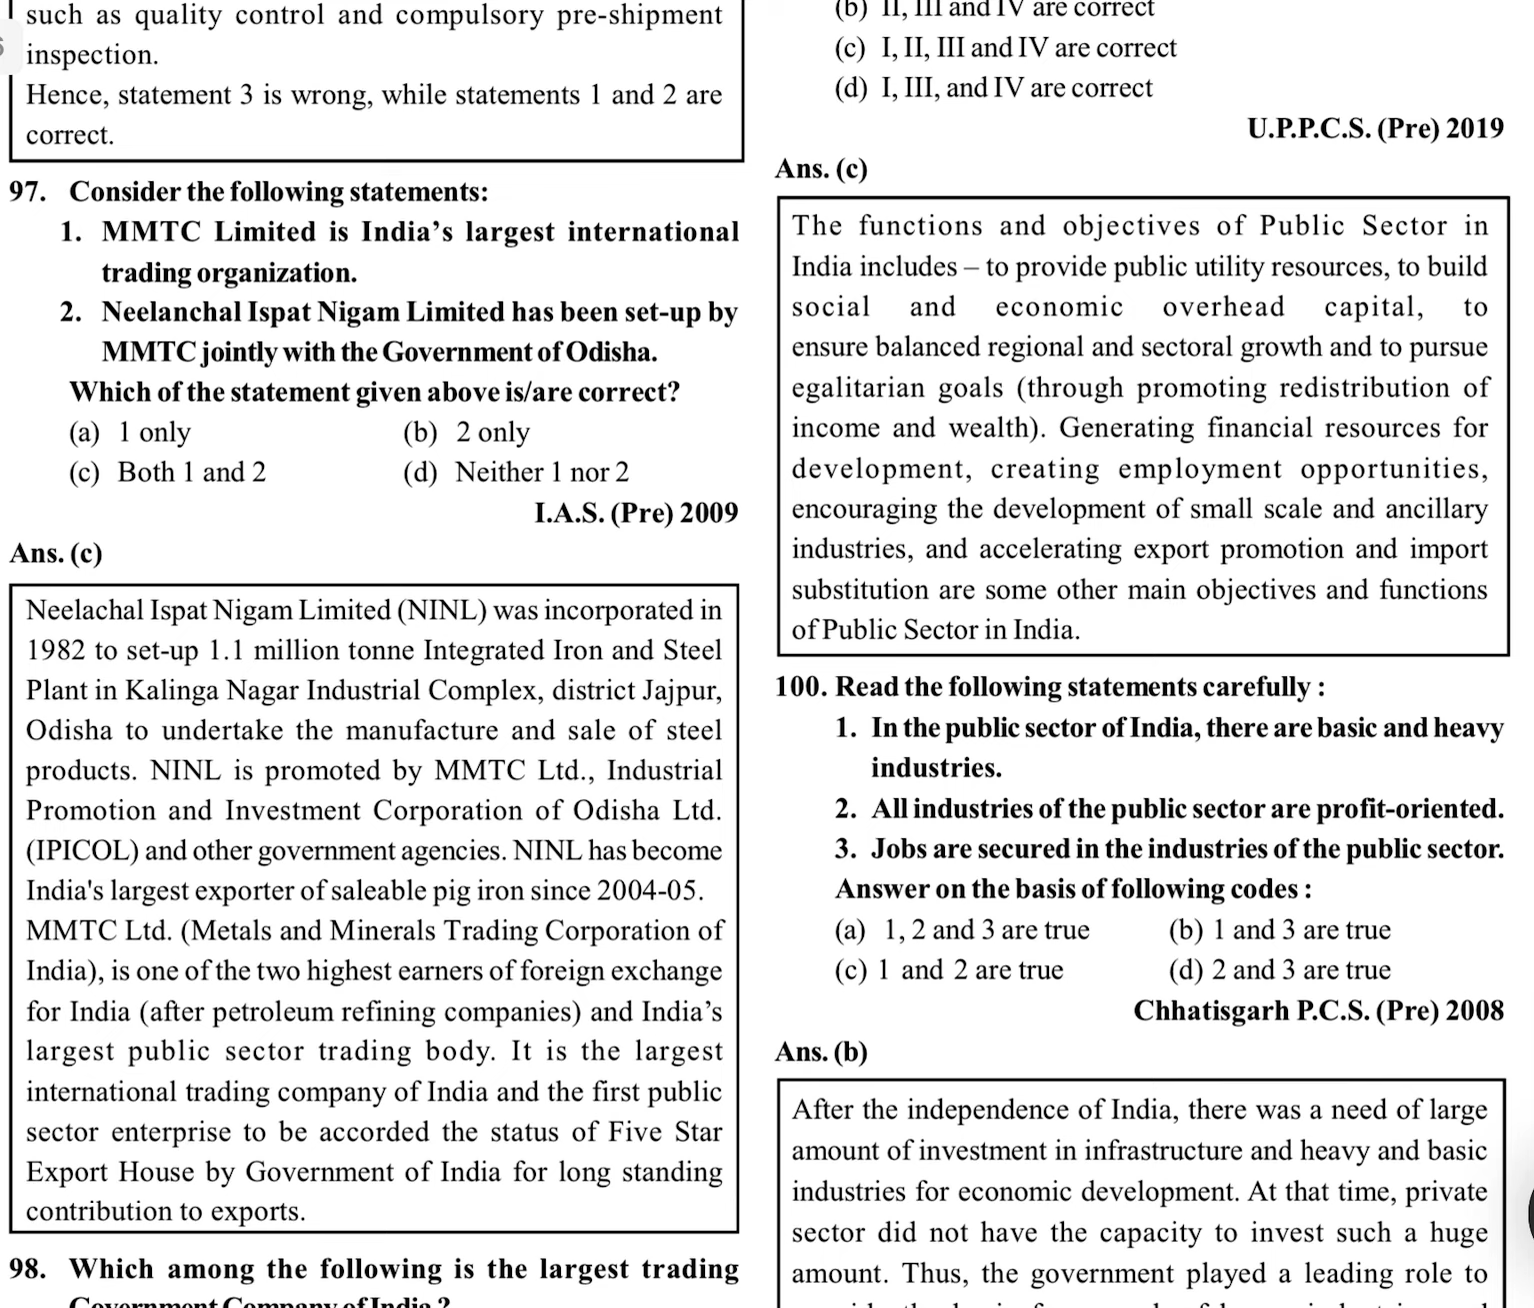 such as quality control and compulsory pre-shipment
inspection.
Hence, statement 3 is wrong, while statements 1 and 2 are
correct.
97. Consider the following statements:
1. MMTC Limited is India’s largest international
trading organization.
2. Neelanchal Ispat Nigam Limited has been set-up by
MMTC jointly with the Government of Odisha.
Which of the statement given above is/are correct?
(a) 1 only (b) 2 only
(c) Both 1 and 2 (d) Neither 1 nor 2
I.A.S. (Pre) 2009
Ans. (c)
Neelachal Ispat Nigam Limited (NINL) was incorporated in
1982 to set-up 1.1 million tonne Integrated Iron and Steel
Plant in Kalinga Nagar Industrial Complex, district Jajpur,
Odisha to undertake the manufacture and sale of steel
products. NINL is promoted by MMTC Ltd., Industrial
Promotion and Investment Corporation of Odisha Ltd.
(IPICOL) and other government agencies. NINL has become
India's largest exporter of saleable pig iron since 2004-05.
MMTC Ltd. (Metals and Minerals Trading Corporation of
India), is one of the two highest earners of foreign exchange
for India (after petroleum refining companies) and India’s
largest public sector trading body. It is the largest
international trading company of India and the first public
sector enterprise to be accorded the status of Five Star
Export House by Government of India for long standing
contribution to exports.
98. Which among the following is the largest trading
Government Company of India ?
(b) II, III and IV are correct
(c) I, II, III and IV are correct
(d) I, III, and IV are correct
U.P.P.C.S. (Pre) 2019
Ans. (c)
The functions and objectives of Public Sector in
India includes – to provide public utility resources, to build
social and economic overhead capital, to
ensure balanced regional and sectoral growth and to pursue
egalitarian goals (through promoting redistribution of
income and wealth). Generating financial resources for
development, creating employment opportunities,
encouraging the development of small scale and ancillary
industries, and accelerating export promotion and import
substitution are some other main objectives and functions
of Public Sector in India.
100. Read the following statements carefully :
1. In the public sector of India, there are basic and heavy
industries.
2. All industries of the public sector are profit-oriented.
3. Jobs are secured in the industries of the public sector.
Answer on the basis of following codes :
(a) 1, 2 and 3 are true (b) 1 and 3 are true
(c) 1 and 2 are true (d) 2 and 3 are true
Chhatisgarh P.C.S. (Pre) 2008
Ans. (b)
After the independence of India, there was a need of large
amount of investment in infrastructure and heavy and basic
industries for economic development. At that time, private
sector did not have the capacity to invest such a huge
amount. Thus, the government played a leading role to